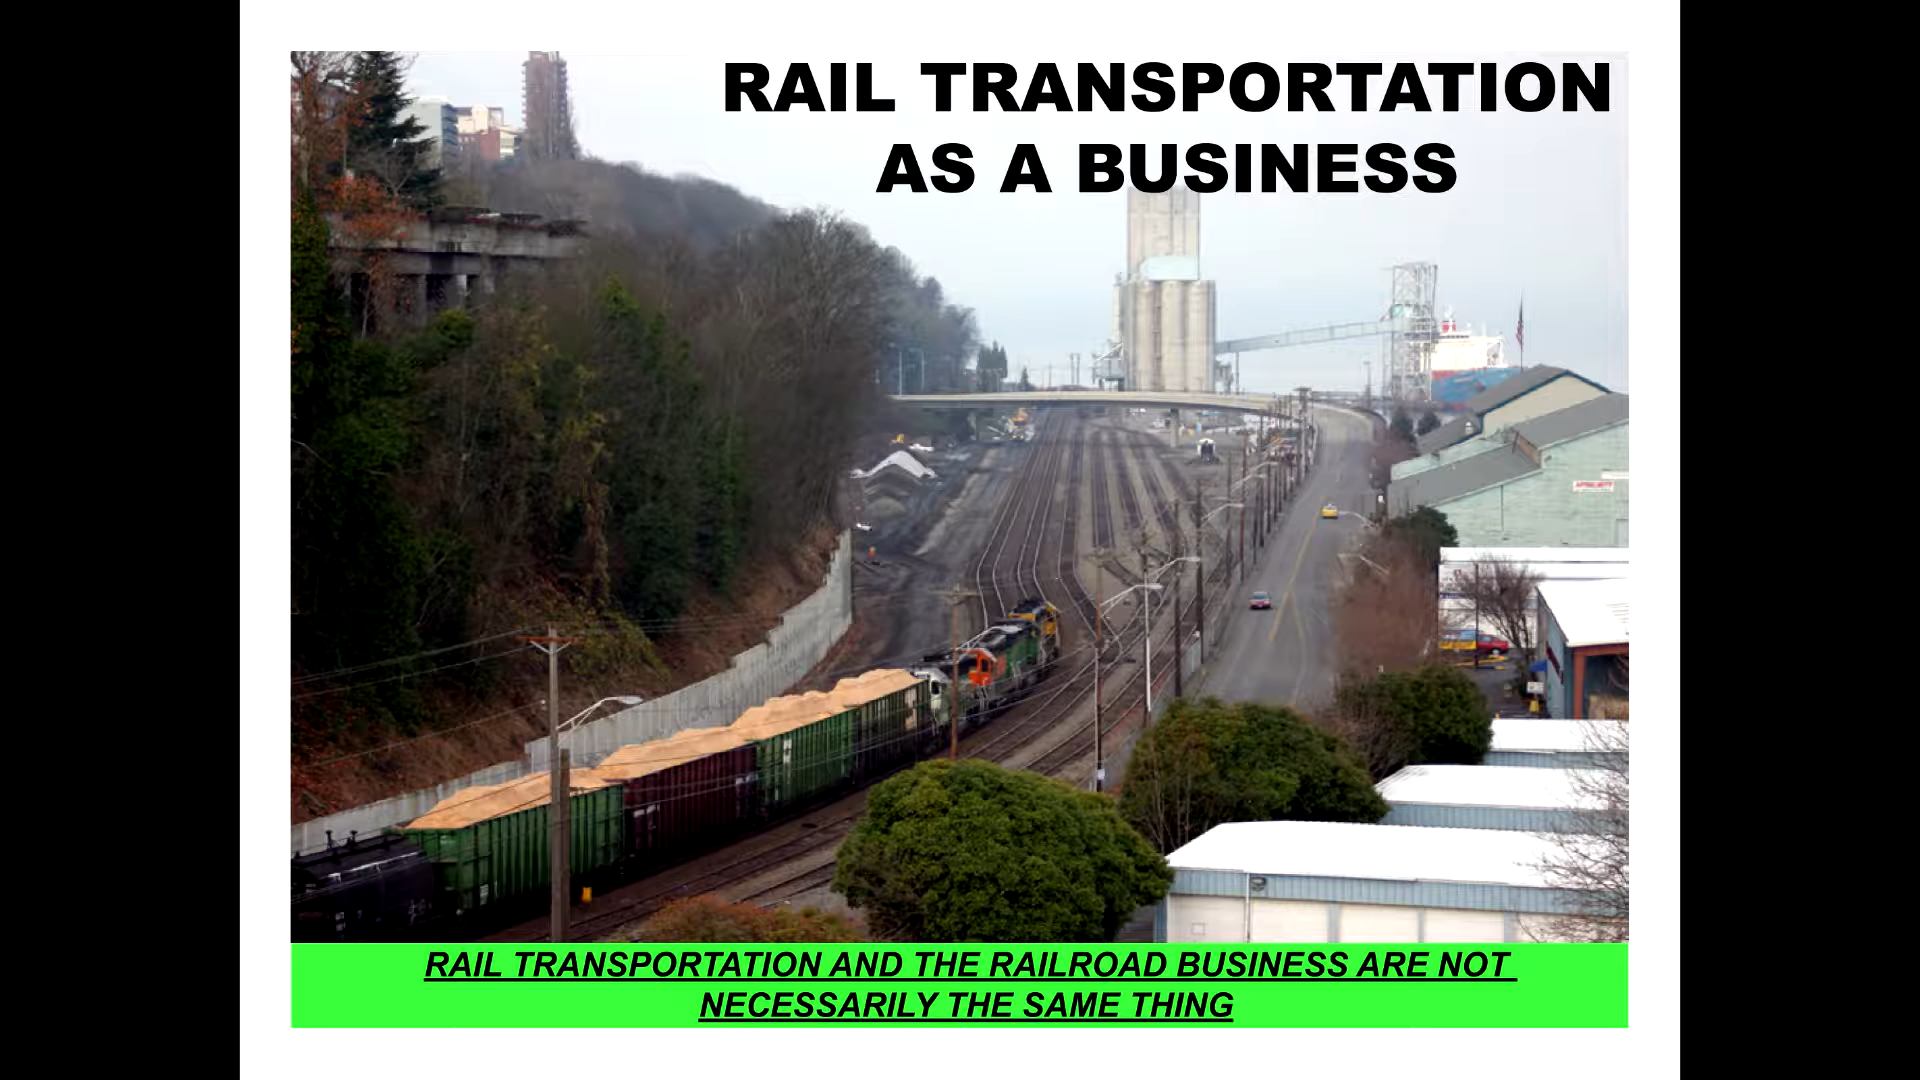 RAIL TRANSPORTATION
AS A BUSINESS
RAIL TRANSPORTATION AND THE RAILROAD BUSINESS ARE NOT
NECESSARILY THE SAME THING